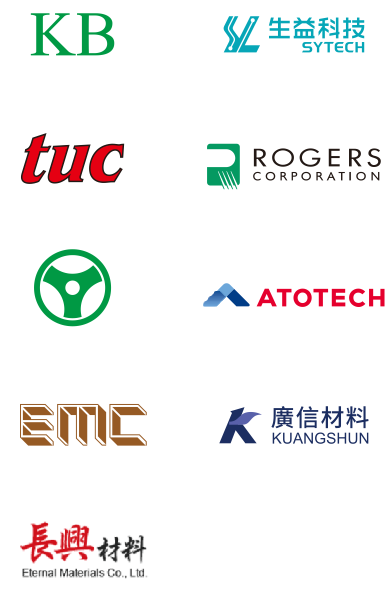 KB
生益科技
SYTECH
tuc
ROGERS
CORPORATION
ATOTECH
EMC
廣信材料
KUANGSHUN
長興材料
Eternal Materials Co., Ltd.